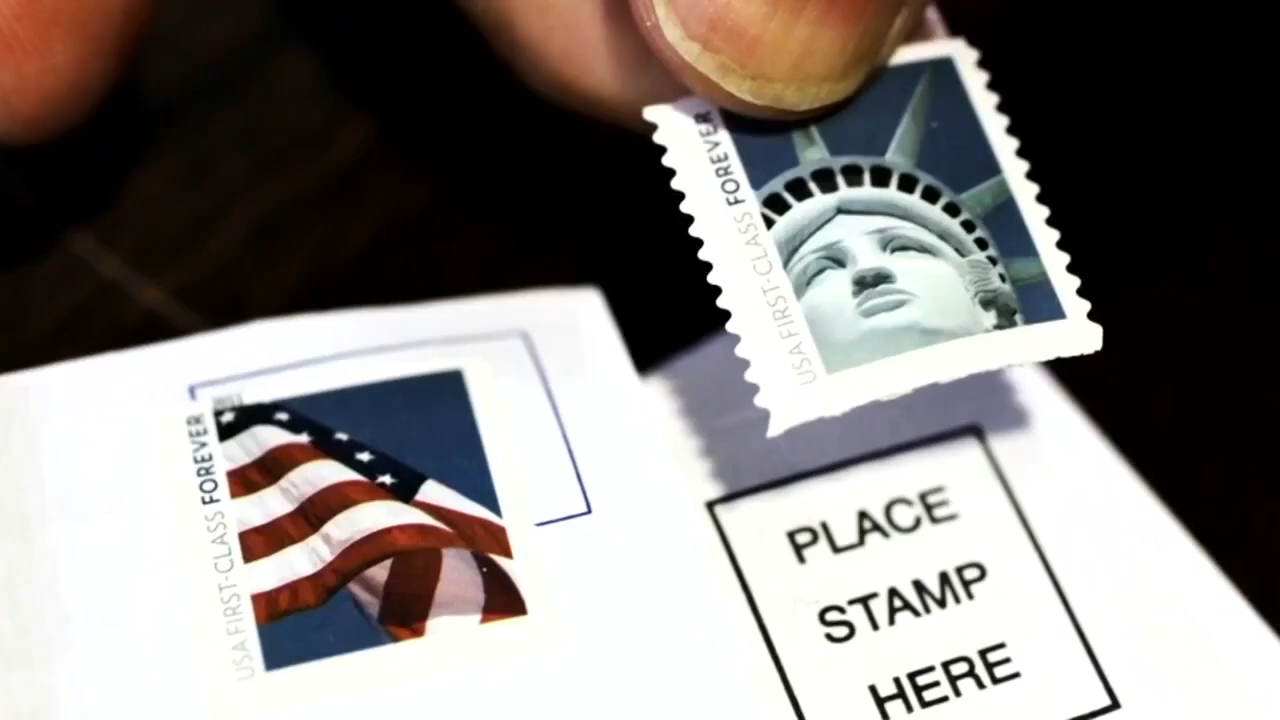 USA FIRST-CLASS FOREVER
USA FIRST-CLASS FOREVER
PLACE
STAMP
HERE